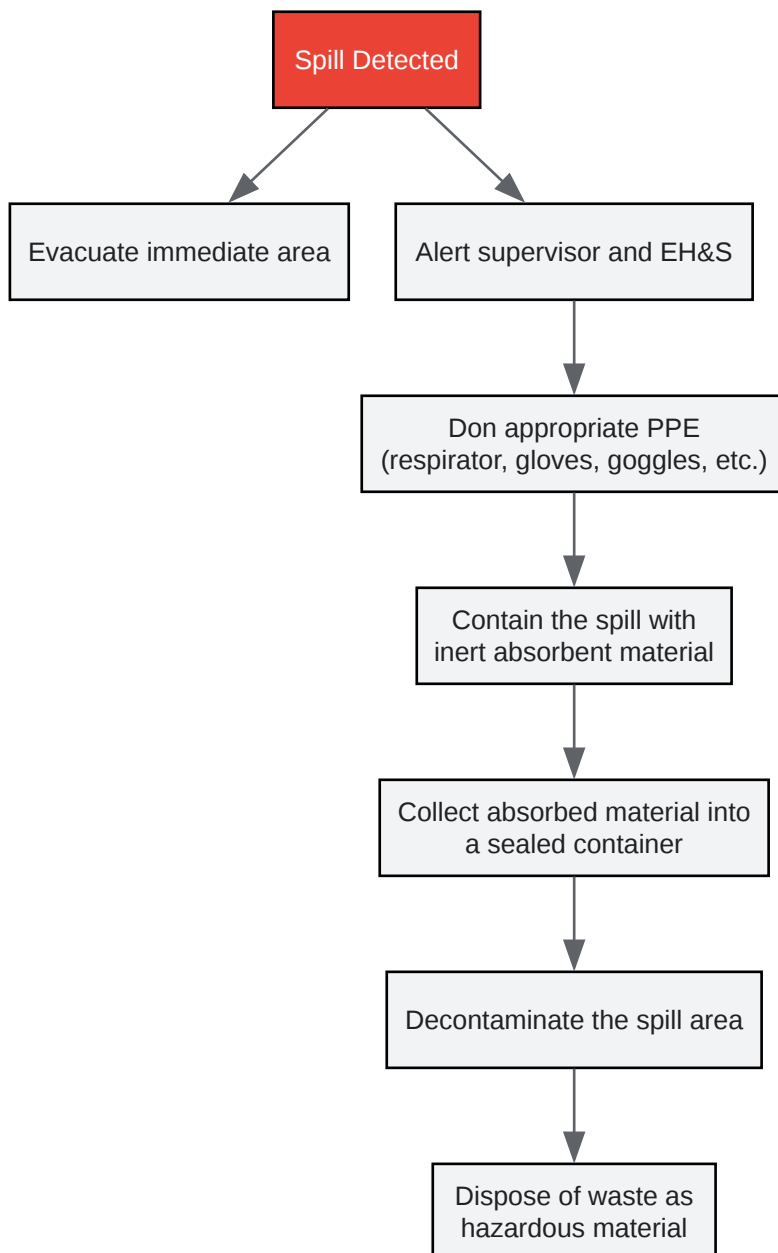 Spill Detected
Evacuate immediate area
Alert supervisor and EH&S
Don appropriate PPE
(respirator, gloves, goggles, etc.)
Contain the spill with
inert absorbent material
Collect absorbed material into
a sealed container
Decontaminate the spill area
Dispose of waste as
hazardous material